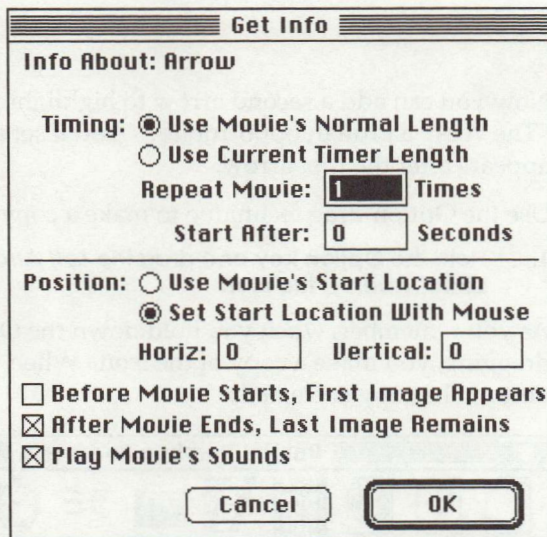 Get Info
Info About: Arrow
Timing: Use Movie's Normal Length
Use Current Timer Length
Repeat Movie: 1 Times
Start After: 0 Seconds
Position: Use Movie's Start Location
Set Start Location With Mouse
Horiz: 0 Vertical: 0
Before Movie Starts, First Image Appears
After Movie Ends, Last Image Remains
Play Movie's Sounds
Cancel OK